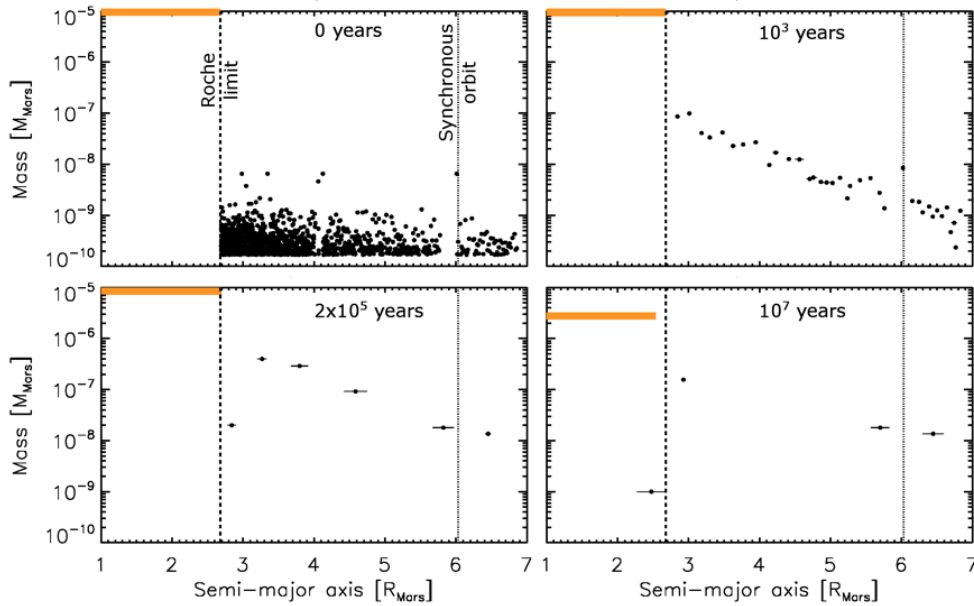 0 years
Roche
limit
Synchronous
orbit
10³ years
10⁻⁵
10⁻⁶
10⁻⁷
10⁻⁸
10⁻⁹
10⁻¹⁰
Mass [M_Mars]
10⁻⁵
10⁻⁶
10⁻⁷
10⁻⁸
10⁻⁹
10⁻¹⁰
Mass [M_Mars]
2x10⁵ years
10⁷ years
1 2 3 4 5 6 7
1 2 3 4 5 6 7
Semi-major axis [R_Mars]
Semi-major axis [R_Mars]